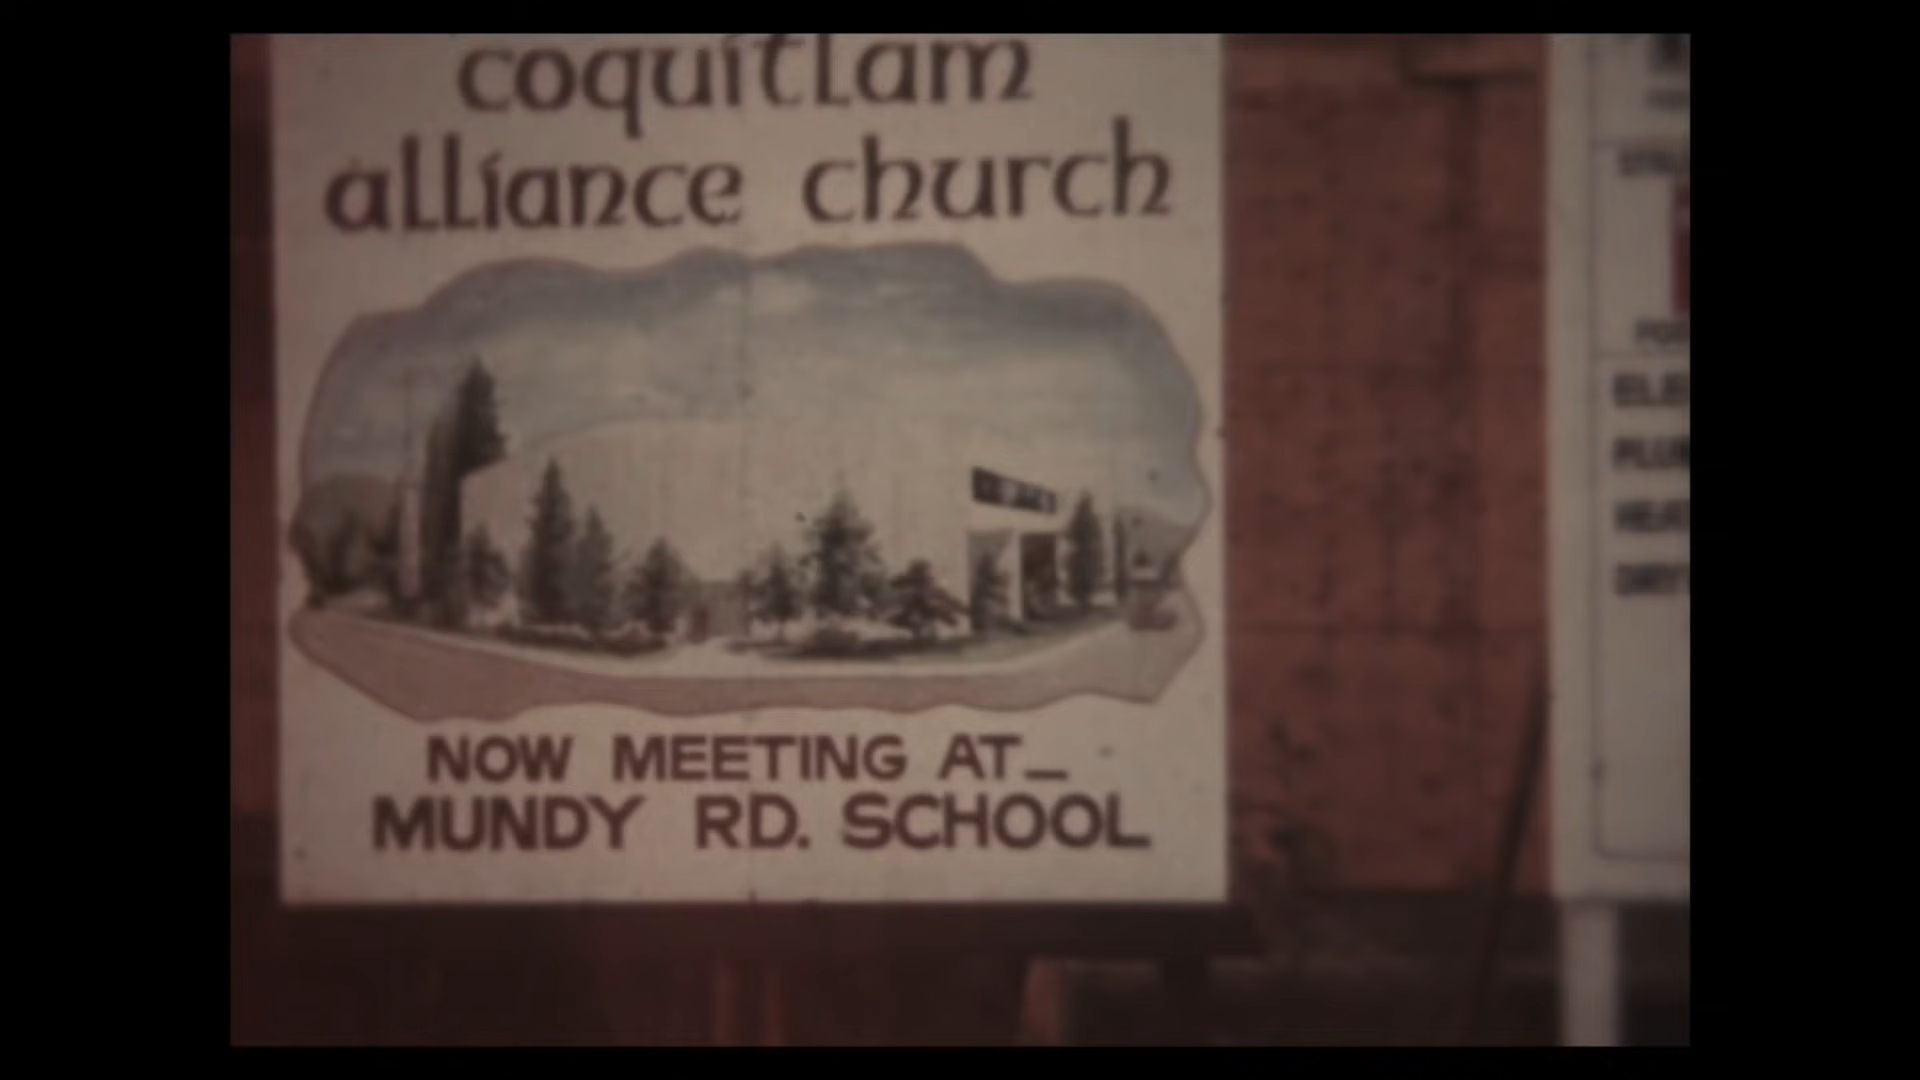 coquitlam
alliance church
NOW MEETING AT_
MUNDY RD. SCHOOL